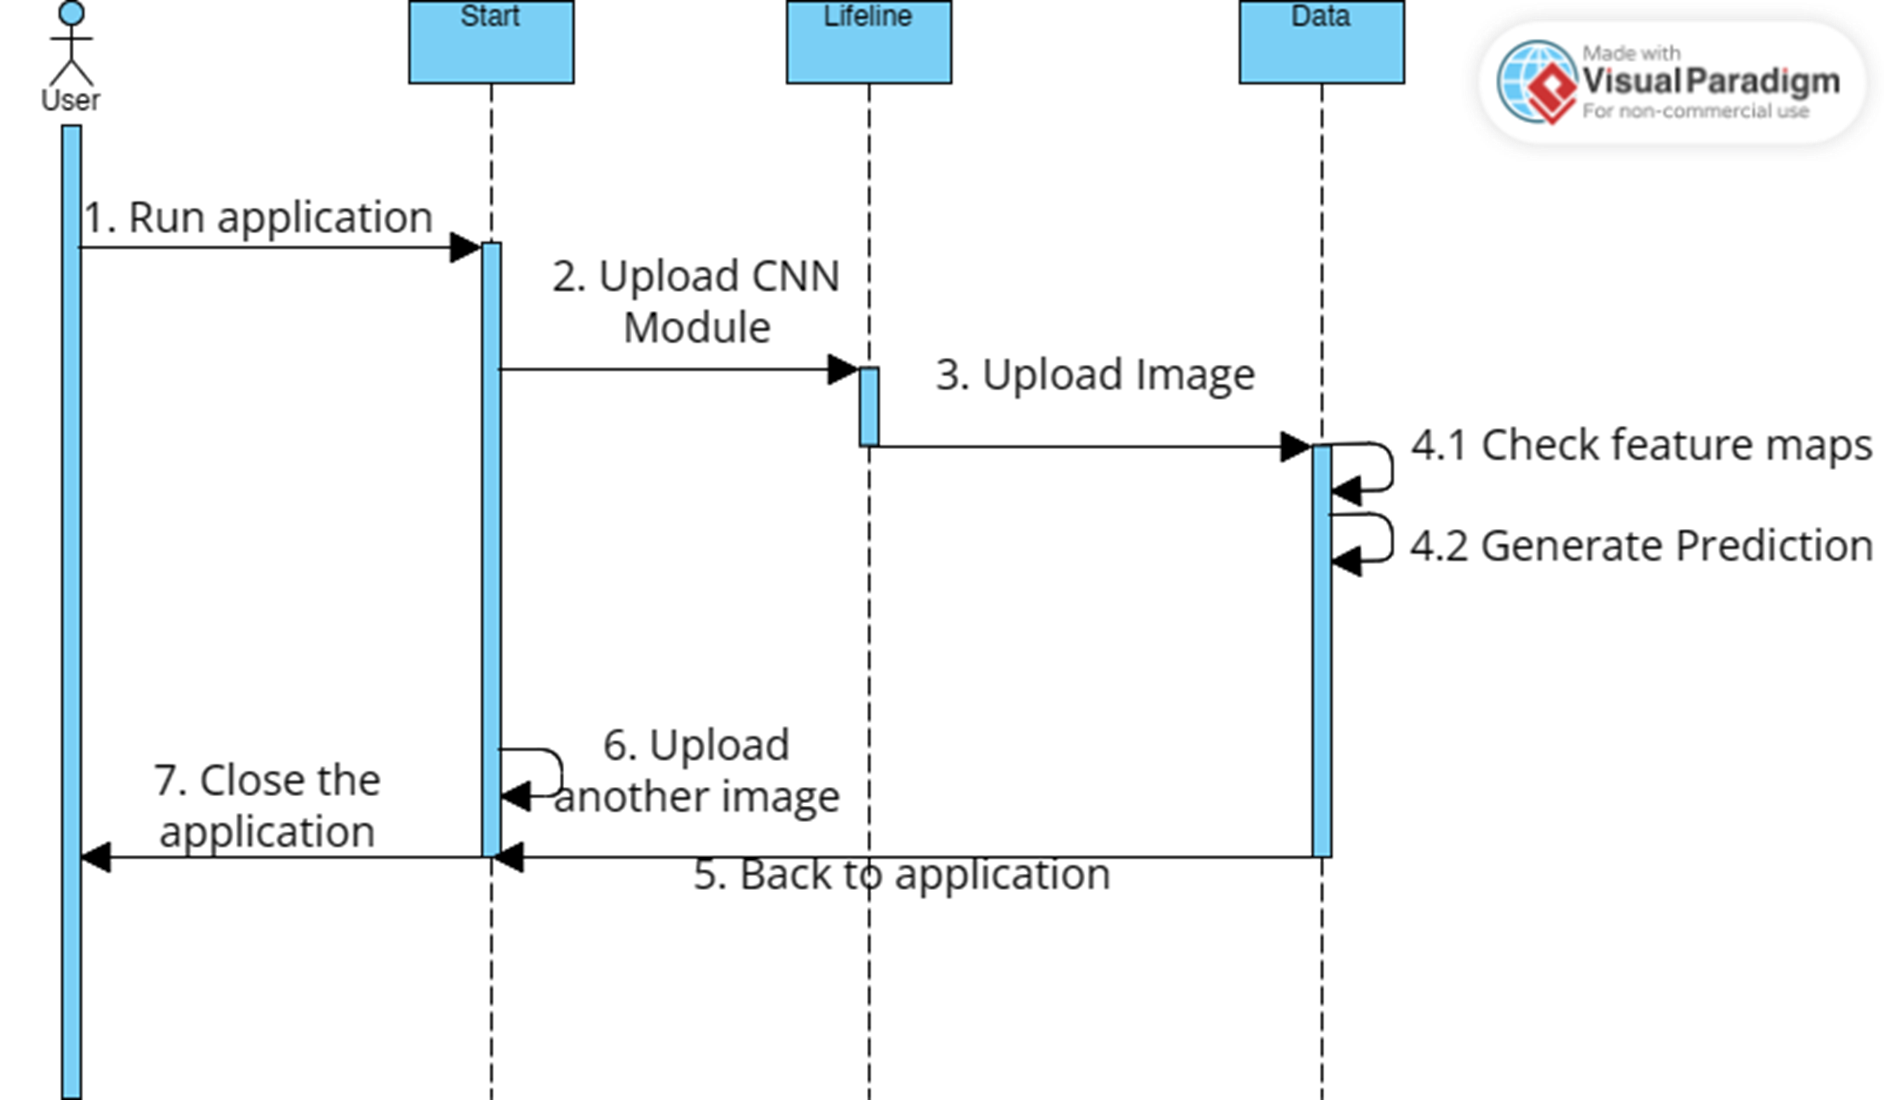 Start
Lifeline
Data
Made with
Visual Paradigm
For non-commercial use
User
1. Run application
2. Upload CNN
Module
3. Upload Image
4.1 Check feature maps
4.2 Generate Prediction
6. Upload
another image
7. Close the
application
5. Back to application